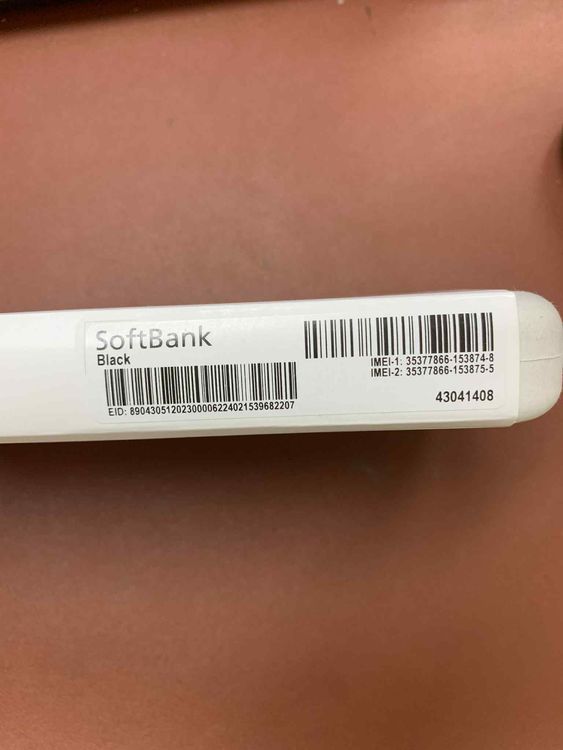 SoftBank
Black
EID: 89043051202300006224021539682207
IMEI-1: 35377866-153874-8
IMEI-2: 35377866-153875-5
43041408